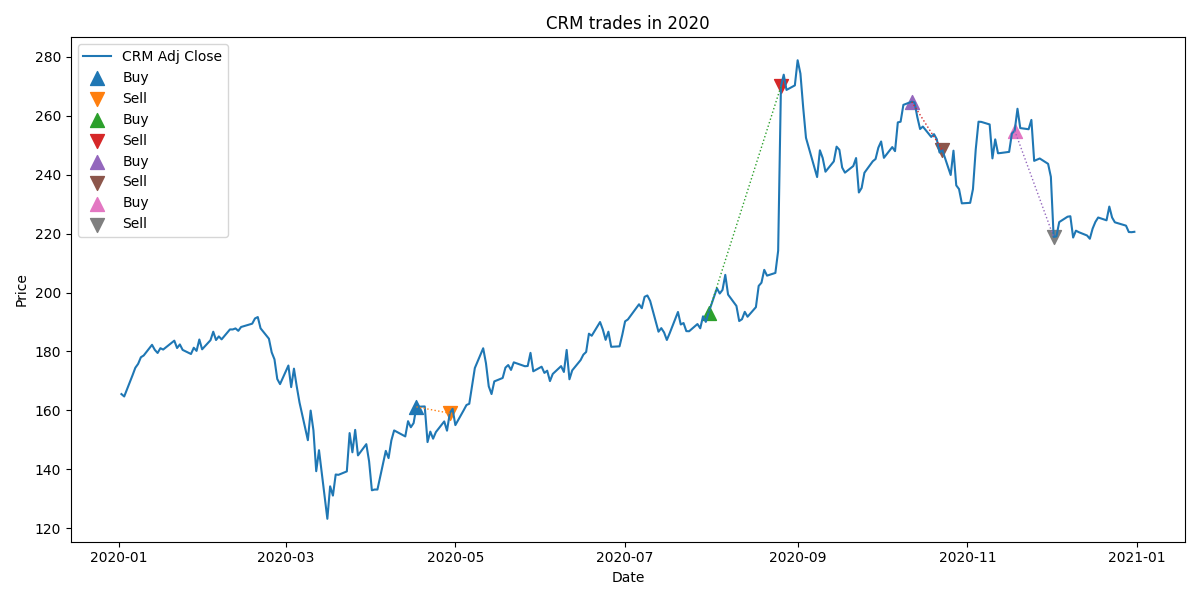 CRM trades in 2020
CRM Adj Close
Buy
Sell
Buy
Sell
Buy
Sell
Buy
Sell
Price
280
260
240
220
200
180
160
140
120
2020-01 2020-03 2020-05 2020-07 2020-09 2020-11 2021-01
Date